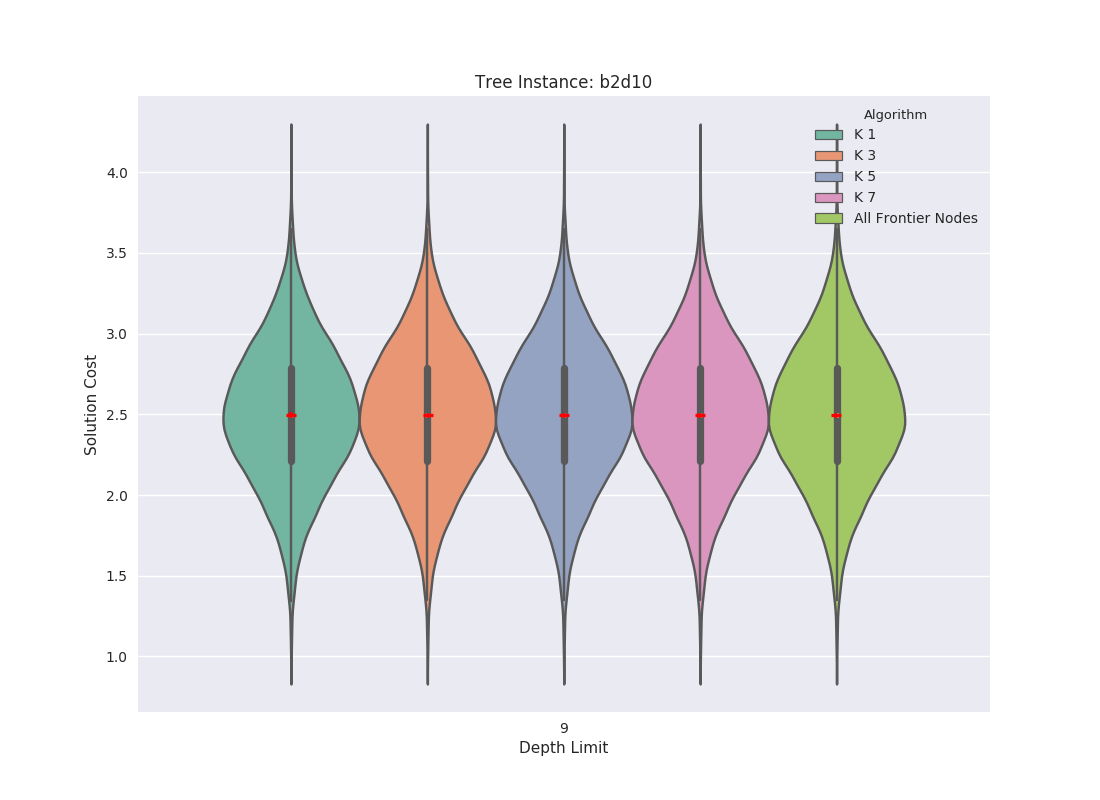 Tree Instance: b2d10
Algorithm
K 1
K 3
K 5
K 7
All Frontier Nodes
Solution Cost
4.0
3.5
3.0
2.5
2.0
1.5
1.0
9
Depth Limit